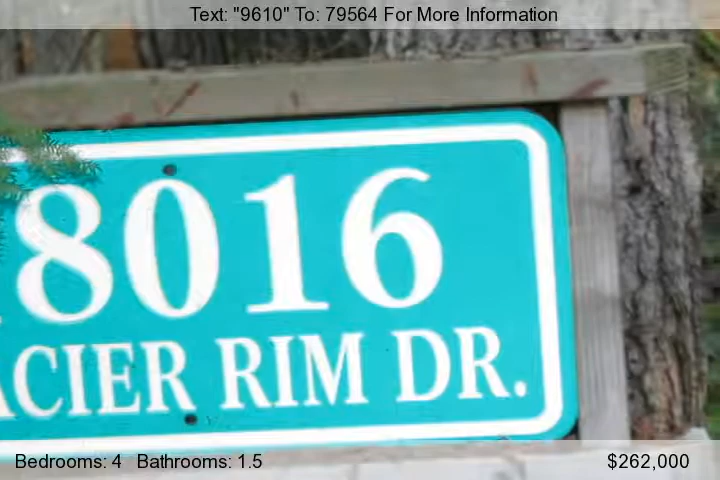 Text: "9610" To: 79564 For More Information
8016
ACIER RIM DR.
Bedrooms: 4 Bathrooms: 1.5 $262,000